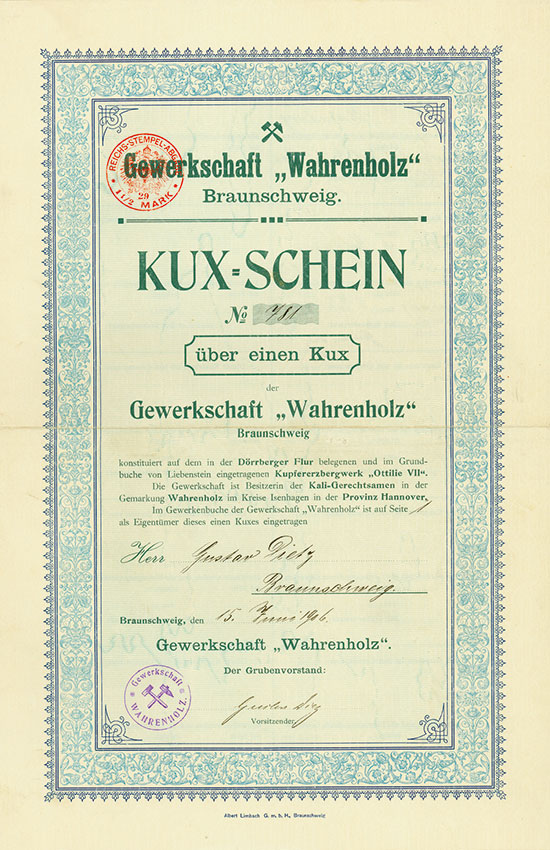 REICHS-STEMPEL-ABG
29
1 1/2 MARK
Gewerkschaft „Wahrenholz“
Braunschweig.
KUX-SCHEIN
No 781
über einen Kux
der
Gewerkschaft „Wahrenholz“
Braunschweig
konstituiert auf dem in der Dörrberger Flur belegenen und im Grund-
buche von Liebenstein eingetragenen Kupfererzbergwerk „Ottilie VII“.
Die Gewerkschaft ist Besitzerin der Kali-Gerechtsamen in der
Gemarkung Wahrenholz im Kreise Isenhagen in der Provinz Hannover.
Im Gewerkenbuche der Gewerkschaft „Wahrenholz“ ist auf Seite 1
als Eigentümer dieses einen Kuxes eingetragen
Herr Gustav Dietz
Braunschweig.
Braunschweig, den 15. Juni 1906.
Gewerkschaft „Wahrenholz“.
Der Grubenvorstand:
Gewerkschaft
WAHRENHOLZ.
Vorsitzender
Albert Limbach G. m. b. H., Braunschweig